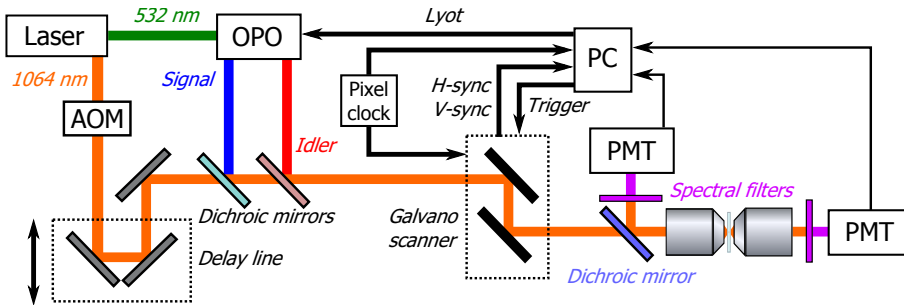 532 nm
Laser
OPO
Lyot
PC
1064 nm
Signal
H-sync
V-sync
Pixel
clock
Trigger
AOM
Idler
PMT
Spectral filters
Dichroic mirrors
Galvano
scanner
PMT
Delay line
Dichroic mirror